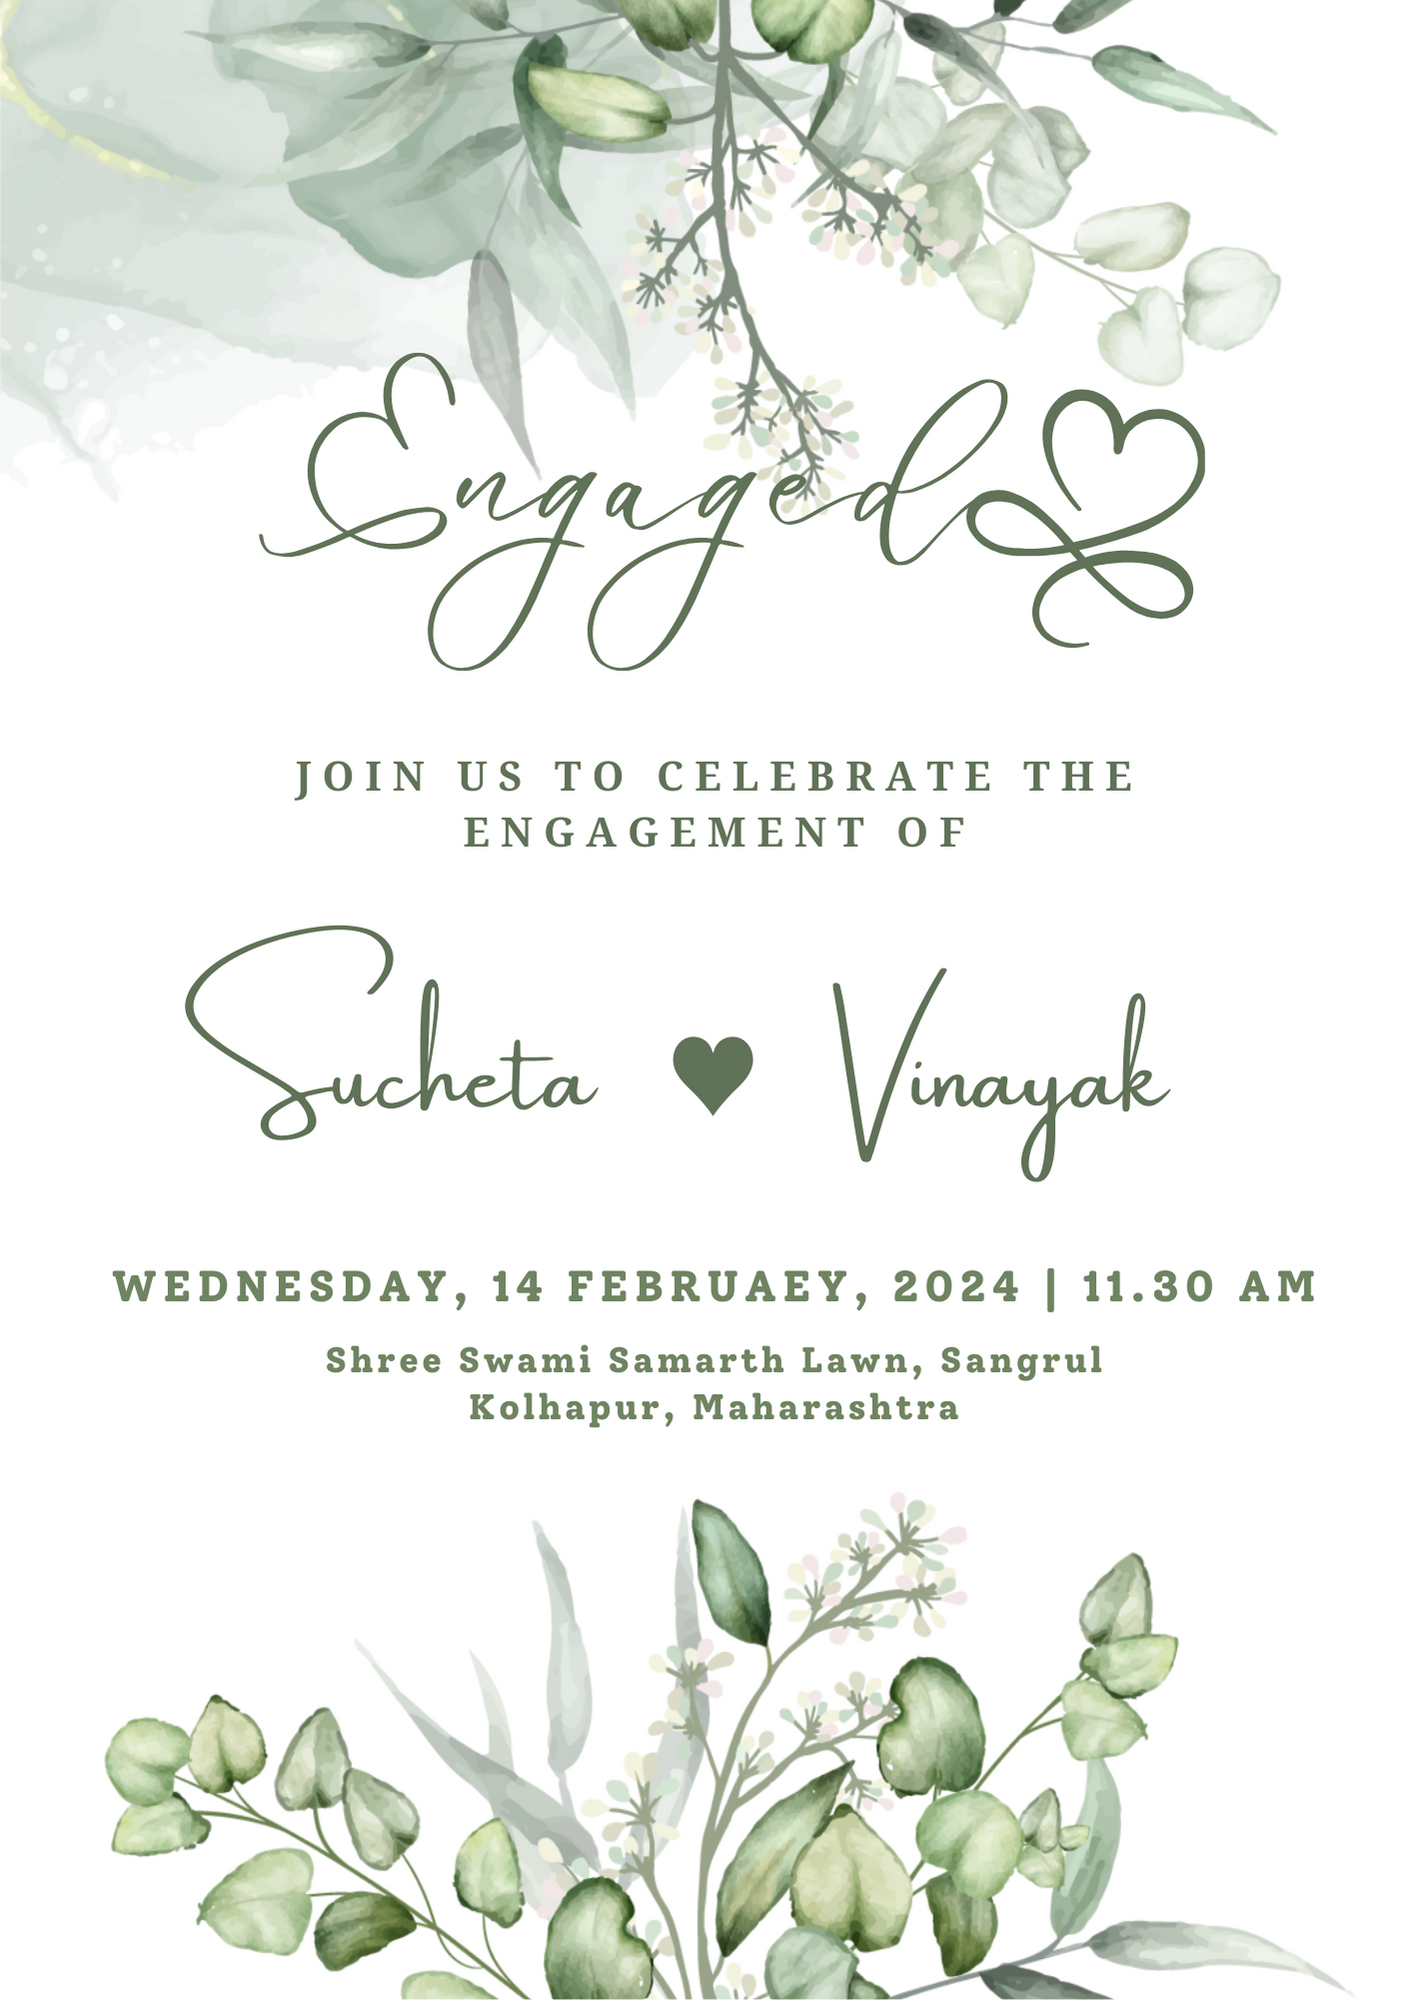 Engaged
JOIN US TO CELEBRATE THE
ENGAGEMENT OF
Sucheta ♥ Vinayak
WEDNESDAY, 14 FEBRUAEY, 2024 | 11.30 AM
Shree Swami Samarth Lawn, Sangrul
Kolhapur, Maharashtra